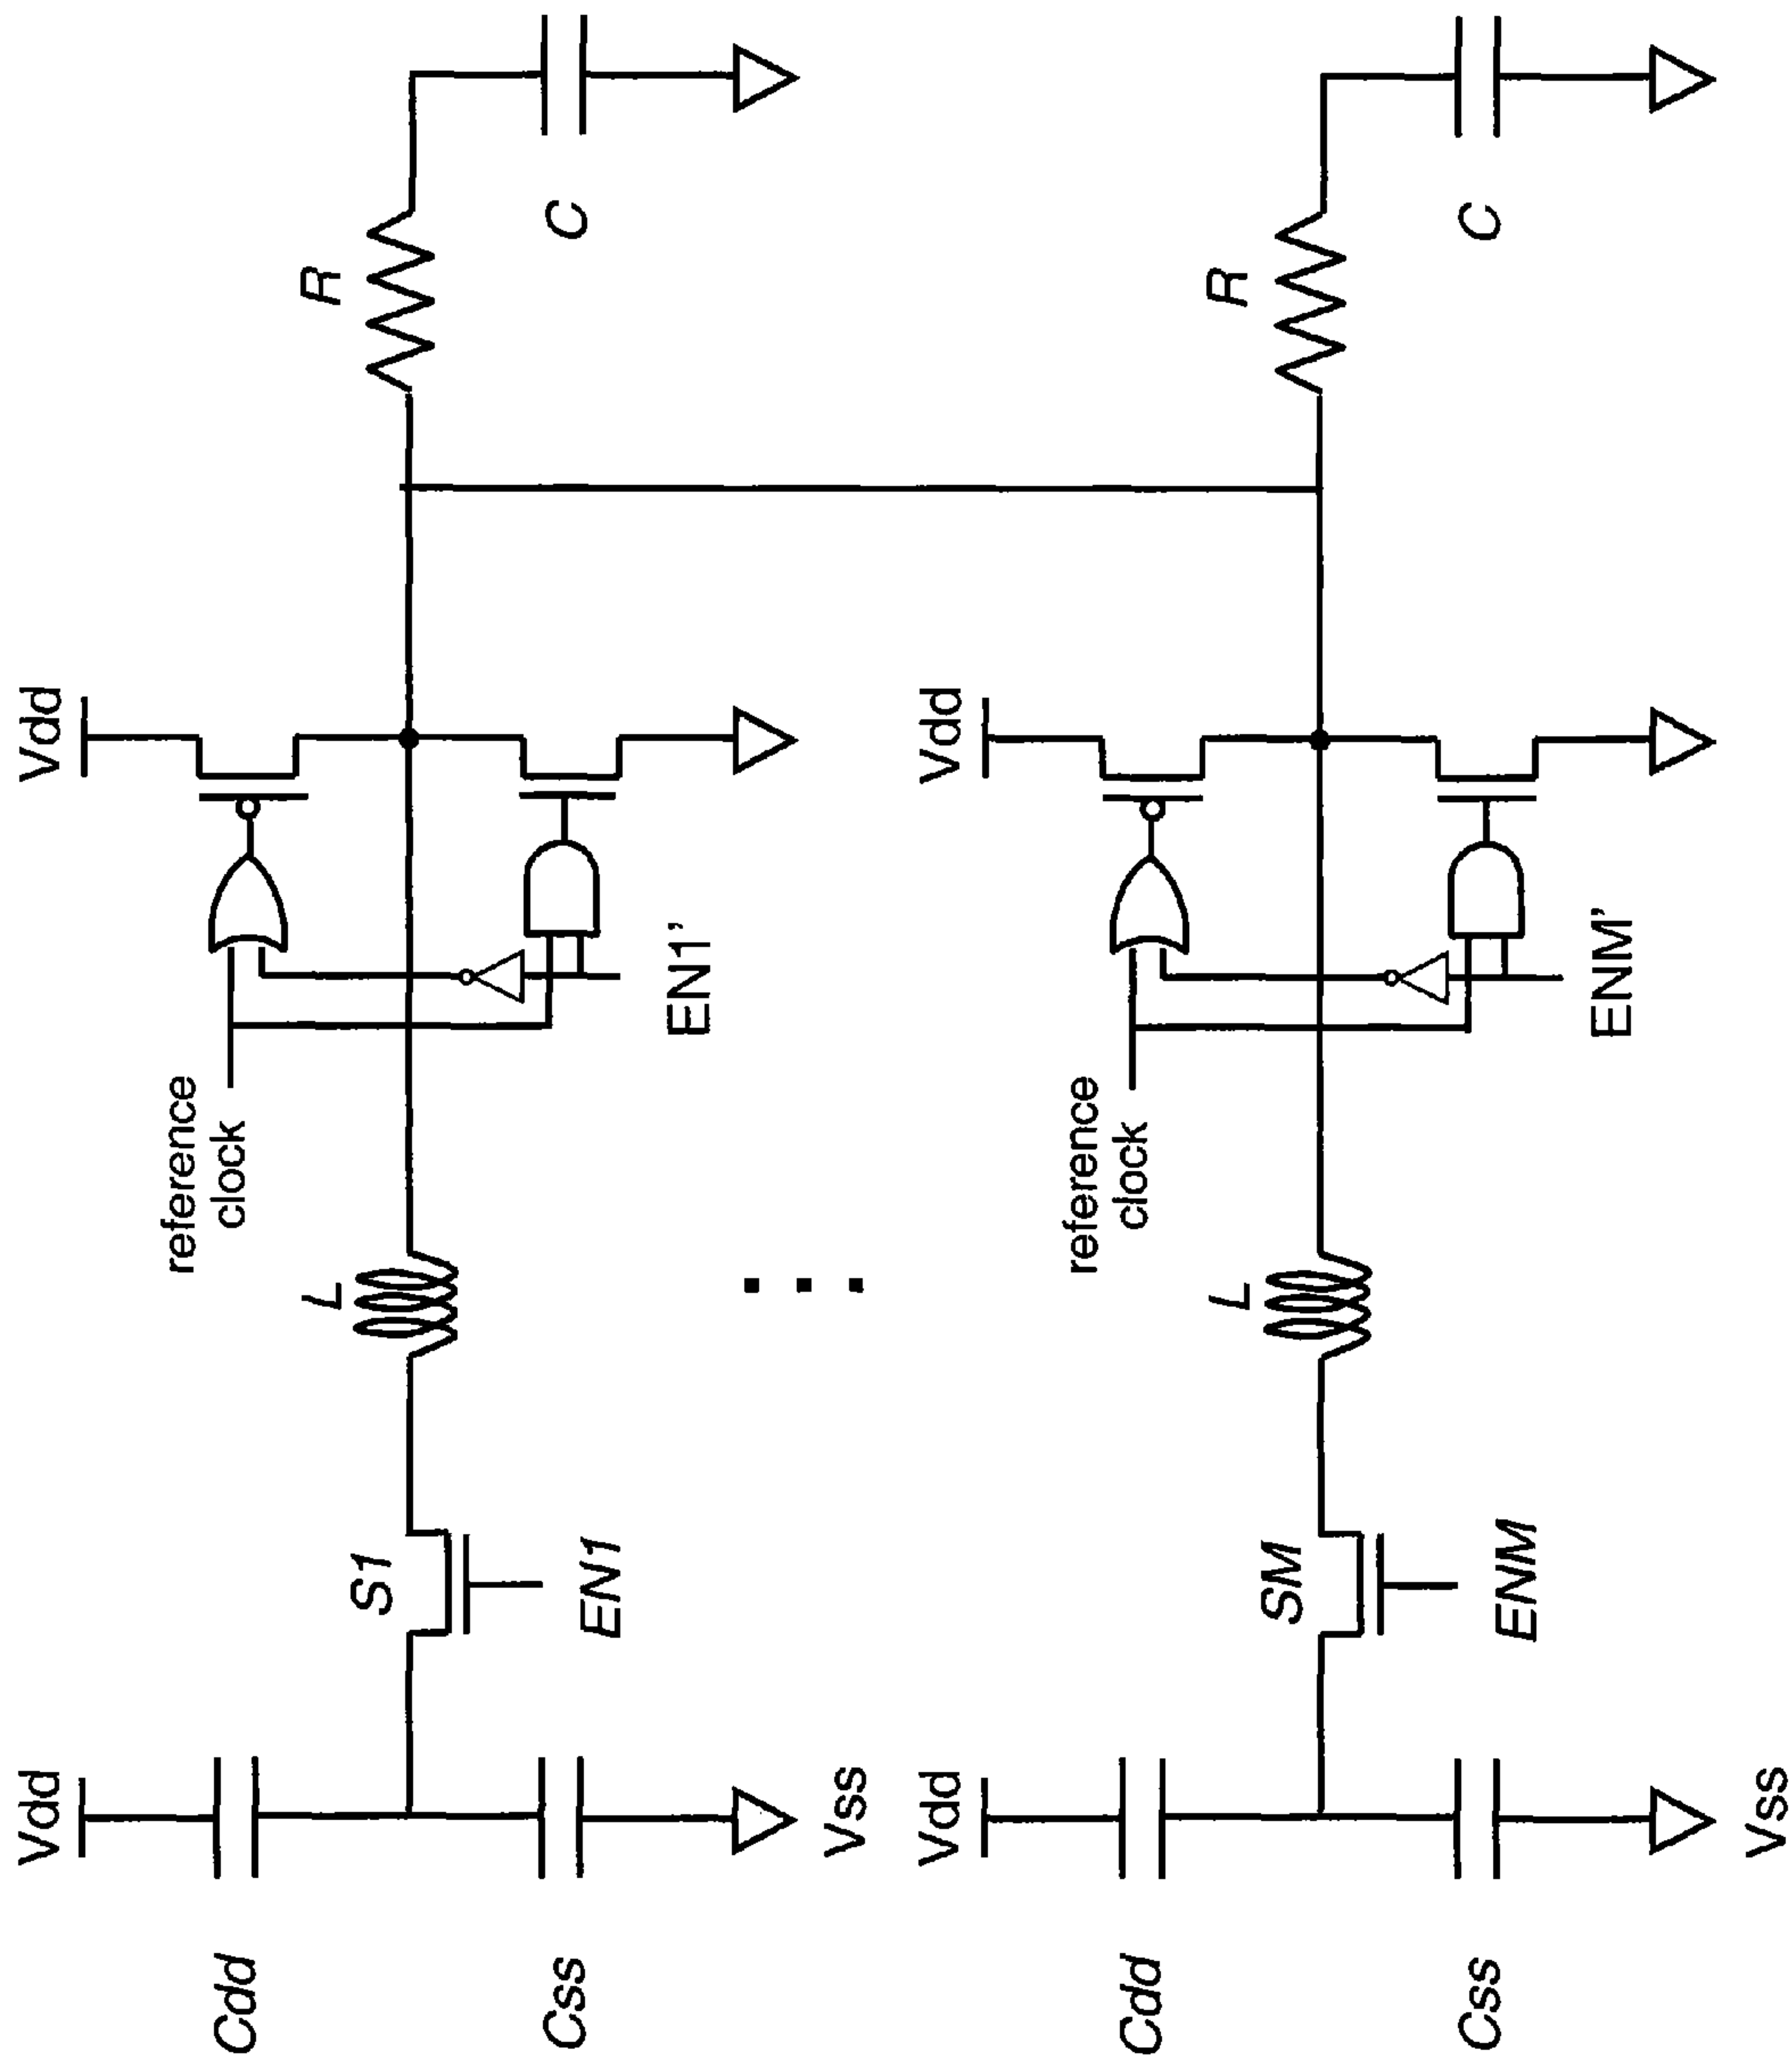 Vdd
R
C
Vdd
EN1'
reference
clock
L
S1
EN1
Vdd
Vss
Cdd
Css
R
C
Vdd
ENM'
reference
clock
L
SM
ENM
Vdd
Vss
Cdd
Css